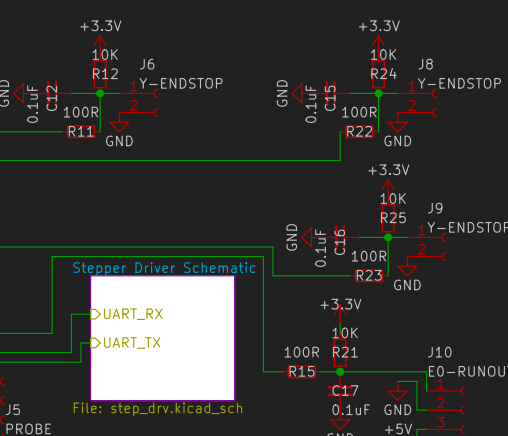 +3.3V
10K
R12
J6
Y-ENDSTOP
GND
0.1uF
C12
1
2
100R
R11
GND
+3.3V
10K
R24
J8
Y-ENDSTOP
GND
0.1uF
C15
1
2
100R
R22
GND
+3.3V
10K
R25
J9
Y-ENDSTOP
GND
0.1uF
C16
1
2
100R
R23
GND
Stepper Driver Schematic
UART_RX
UART_TX
File: step_drv.kicad_sch
J5
PROBE
+3.3V
10K
R21
100R
R15
J10
E0-RUNOU
C17
0.1uF
GND
1
GND
2
+5V
3